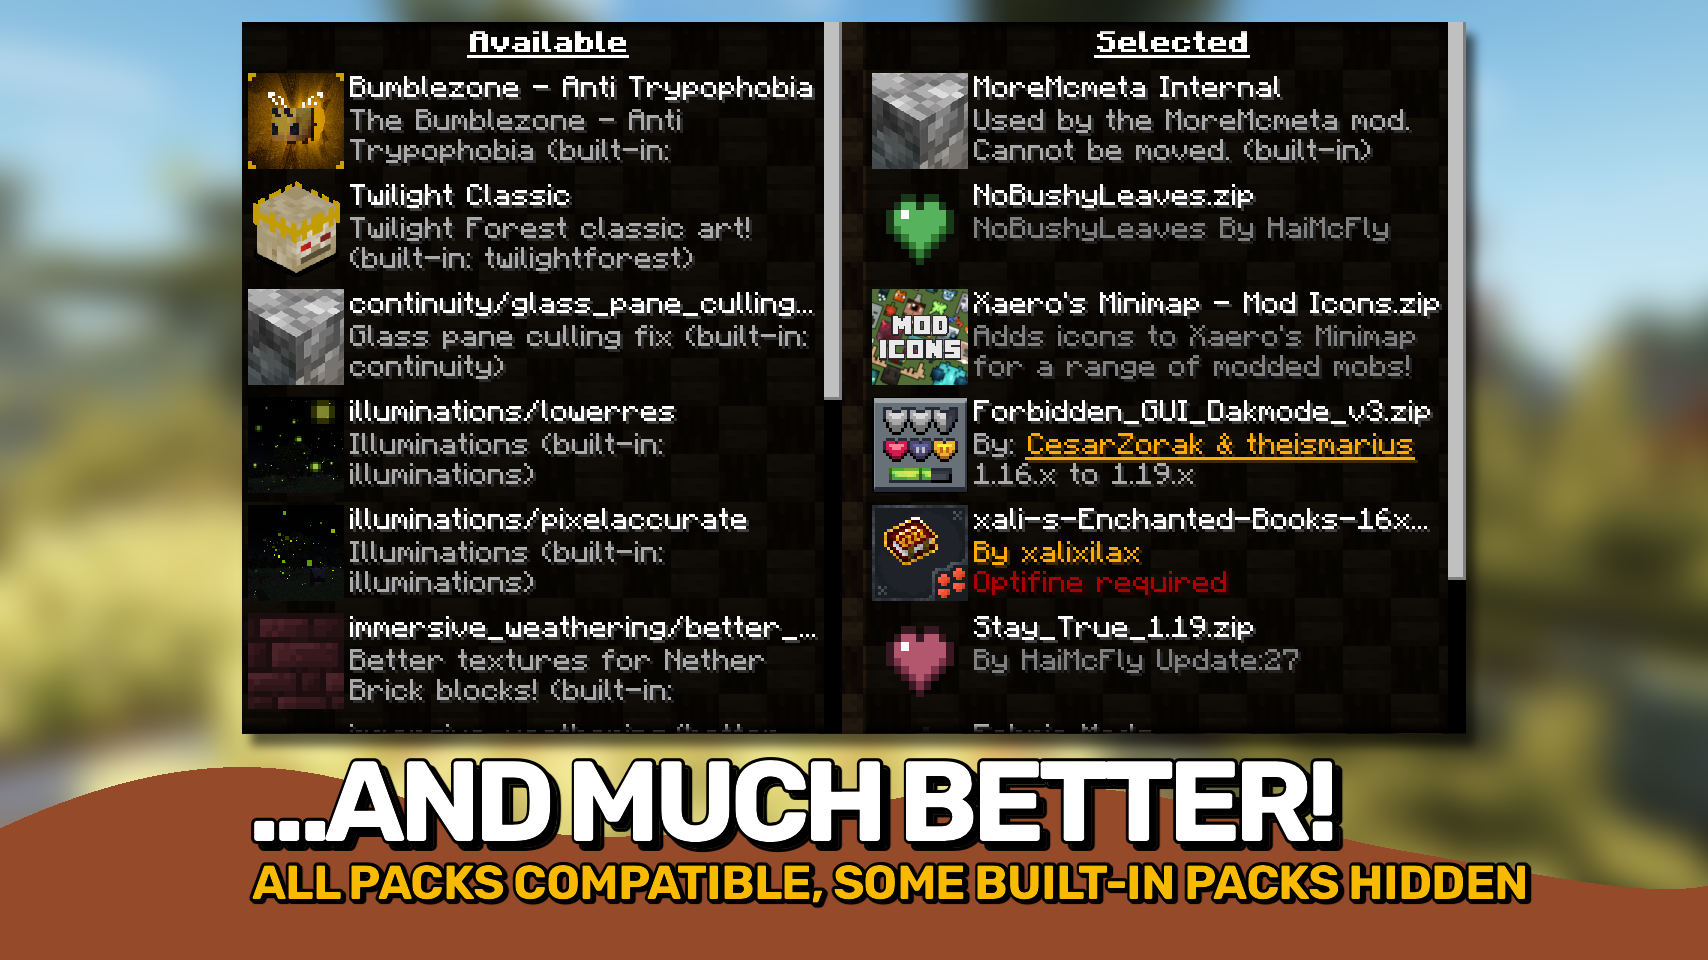 Available
Bumblezone - Anti Trypophobia
The Bumblezone - Anti
Trypophobia (built-in:
Twilight Classic
Twilight Forest classic art!
(built-in: twilightforest)
continuity/glass_pane_culling...
Glass pane culling fix (built-in:
continuity)
illuminations/lowerres
Illuminations (built-in:
illuminations)
illuminations/pixelaccurate
Illuminations (built-in:
illuminations)
immersive_weathering/better_...
Better textures for Nether
Brick blocks! (built-in:
Selected
MoreMcmeta Internal
Used by the MoreMcmeta mod.
Cannot be moved. (built-in)
NoBushyLeaves.zip
NoBushyLeaves By HaiMcFly
MOD
ICONS
Xaero's Minimap - Mod Icons.zip
Adds icons to Xaero's Minimap
for a range of modded mobs!
Forbidden_GUI_Dakmode_v3.zip
By: CesarZorak & theismarius
1.16.x to 1.19.x
xali-s-Enchanted-Books-16x...
By xalixilax
Optifine required
Stay_True_1.19.zip
By HaiMcFly Update:27
...AND MUCH BETTER!
ALL PACKS COMPATIBLE, SOME BUILT-IN PACKS HIDDEN